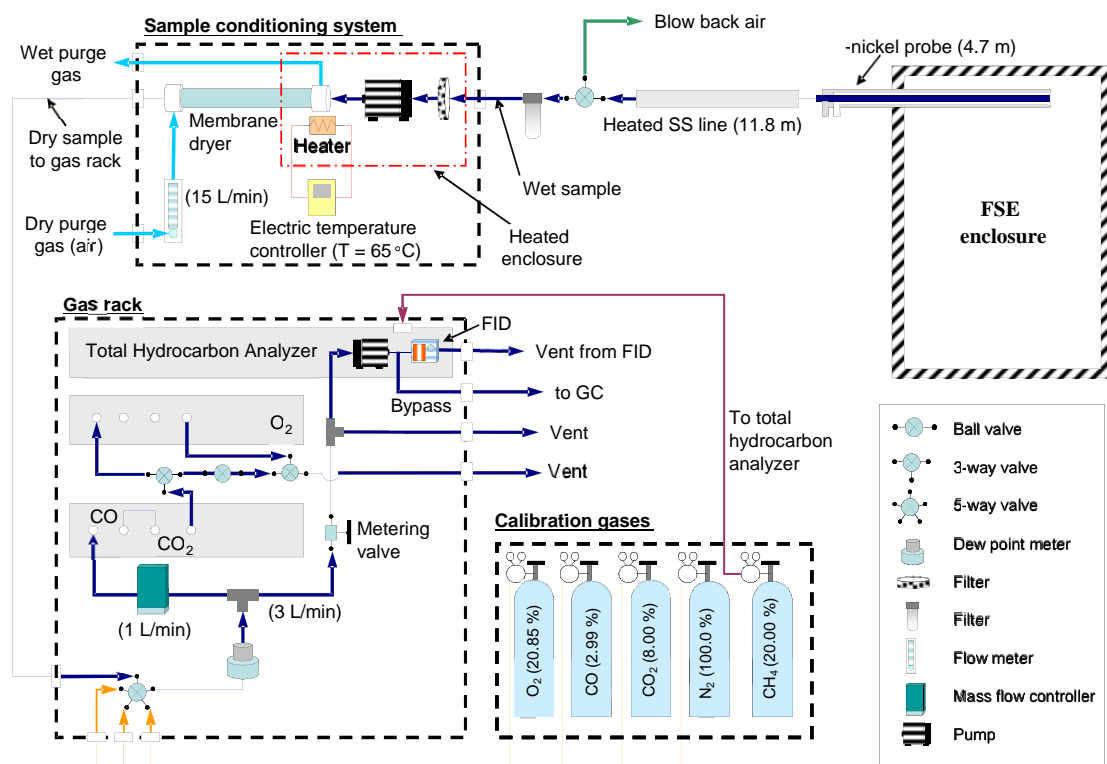 Sample conditioning system
Blow back air
-nickel probe (4.7 m)
Wet purge
gas
Membrane
dryer
Heater
Heated SS line (11.8 m)
Dry sample
to gas rack
Wet sample
(15 L/min)
Dry purge
gas (air)
Electric temperature
controller (T = 65 °C)
Heated
enclosure
FSE
enclosure
Gas rack
FID
Total Hydrocarbon Analyzer
Vent from FID
to GC
Bypass
O2
Vent
To total
hydrocarbon
analyzer
Vent
CO
CO2
Metering
valve
(1 L/min)
(3 L/min)
Calibration gases
O2 (20.85 %)
CO (2.99 %)
CO2 (8.00 %)
N2 (100.0 %)
CH4 (20.00 %)
Ball valve
3-way valve
5-way valve
Dew point meter
Filter
Filter
Flow meter
Mass flow controller
Pump